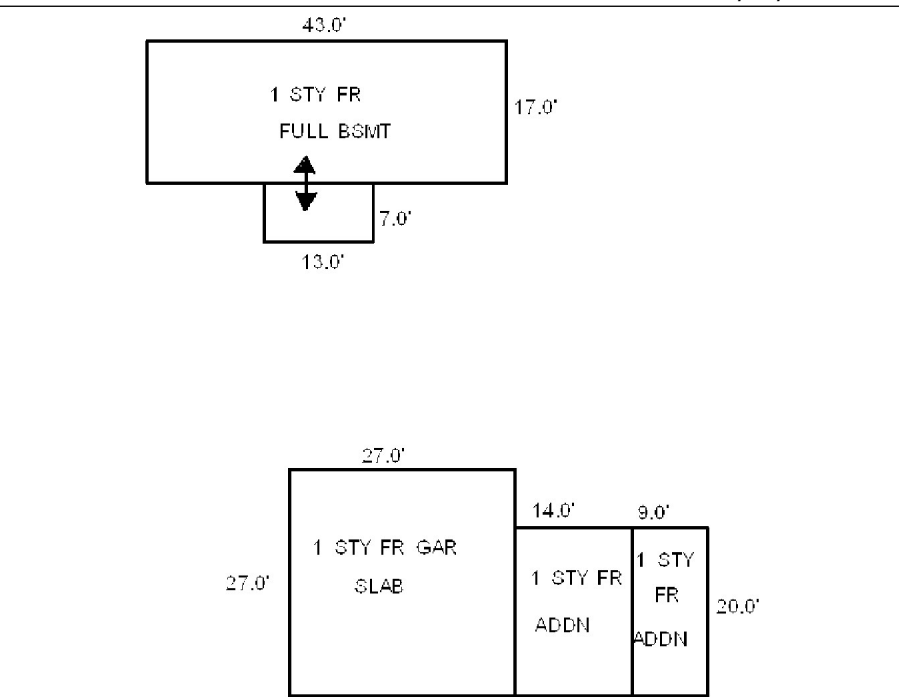 43.0'
1 STY FR
17.0'
FULL BSMT
7.0'
13.0'
27.0'
14.0'
9.0'
1 STY FR GAR
SLAB
27.0'
1 STY FR
ADDN
1 STY
FR
ADDN
20.0'